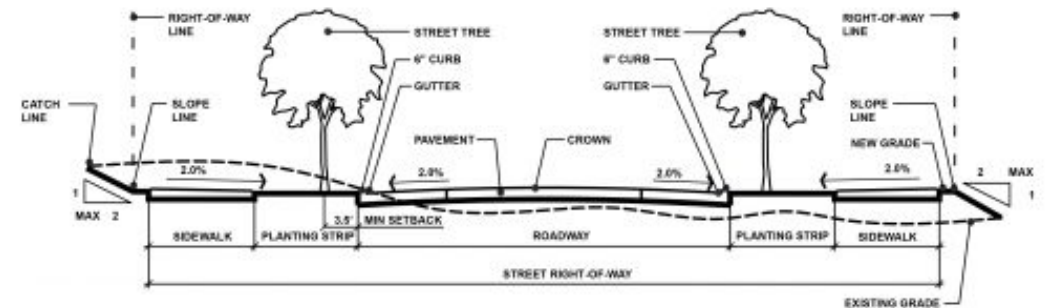 RIGHT-OF-WAY
LINE
STREET TREE
6" CURB
GUTTER
STREET TREE
6" CURB
GUTTER
RIGHT-OF-WAY
LINE
CATCH
LINE
SLOPE
LINE
PAVEMENT
CROWN
SLOPE
LINE
NEW GRADE
2.0%
2.0%
2.0%
2.0%
2 MAX
1
1
MAX 2
3.5' MIN SETBACK
SIDEWALK
PLANTING STRIP
ROADWAY
PLANTING STRIP
SIDEWALK
STREET RIGHT-OF-WAY
EXISTING GRADE